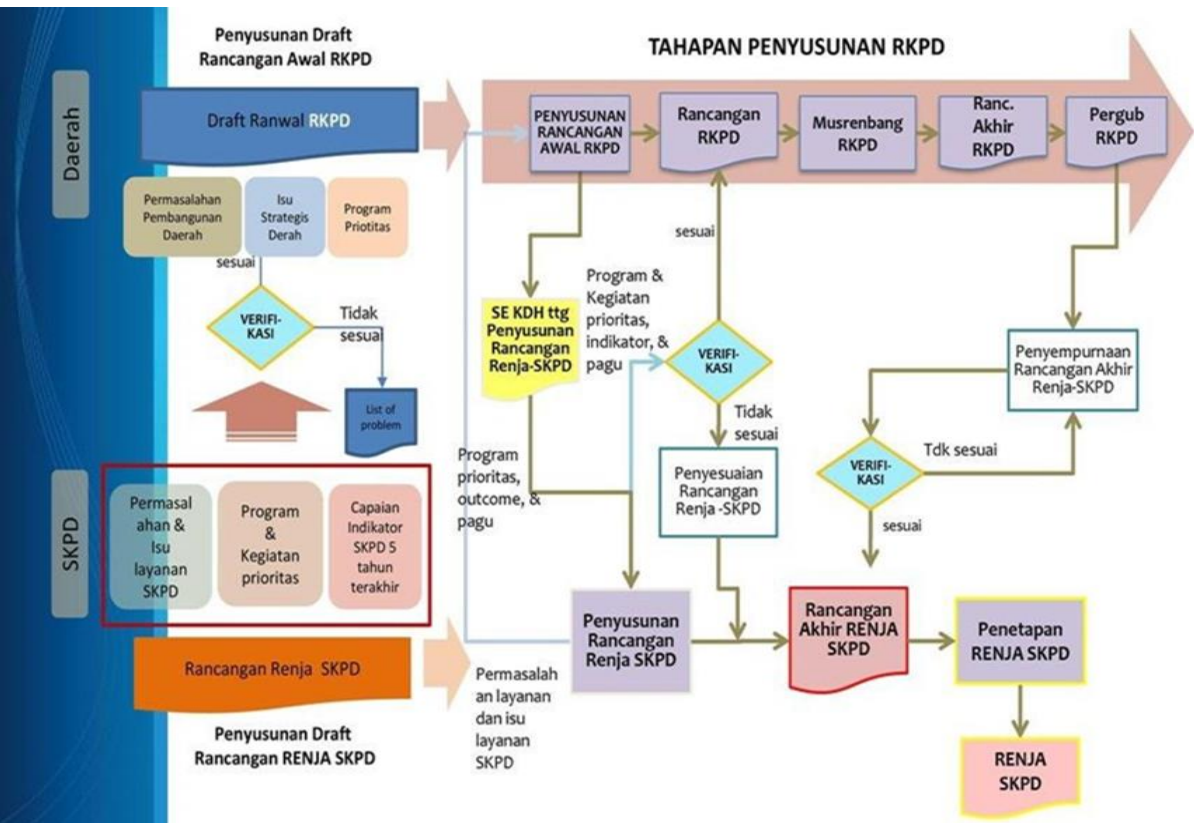 Penyusunan Draft
Rancangan Awal RKPD
TAHAPAN PENYUSUNAN RKPD
Daerah
Draft Ranwal RKPD
PENYUSUNAN
RANCANGAN
AWAL RKPD
Rancangan
RKPD
Musrenbang
RKPD
Ranc.
Akhir
RKPD
Pergub
RKPD
Permasalahan
Pembangunan
Daerah
Isu
Strategis
Derah
Program
Priotitas
sesuai
VERIFI-
KASI
Tidak
sesuai
List of
problem
SE KDH ttg
Penyusunan
Rancangan
Renja-SKPD
Program &
Kegiatan
prioritas,
indikator, &
pagu
sesuai
VERIFI-
KASI
Tidak
sesuai
Penyesuaian
Rancangan
Renja -SKPD
Penyempurnaan
Rancangan Akhir
Renja-SKPD
VERIFI-
KASI
Tdk sesuai
sesuai
Program
prioritas,
outcome, &
pagu
SKPD
Permasal
ahan &
Isu
layanan
SKPD
Program
&
Kegiatan
prioritas
Capaian
Indikator
SKPD 5
tahun
terakhir
Rancangan Renja SKPD
Penyusunan Draft
Rancangan RENJA SKPD
Permasalah
an layanan
dan isu
layanan
SKPD
Penyusunan
Rancangan
Renja SKPD
Rancangan
Akhir RENJA
SKPD
Penetapan
RENJA SKPD
RENJA
SKPD